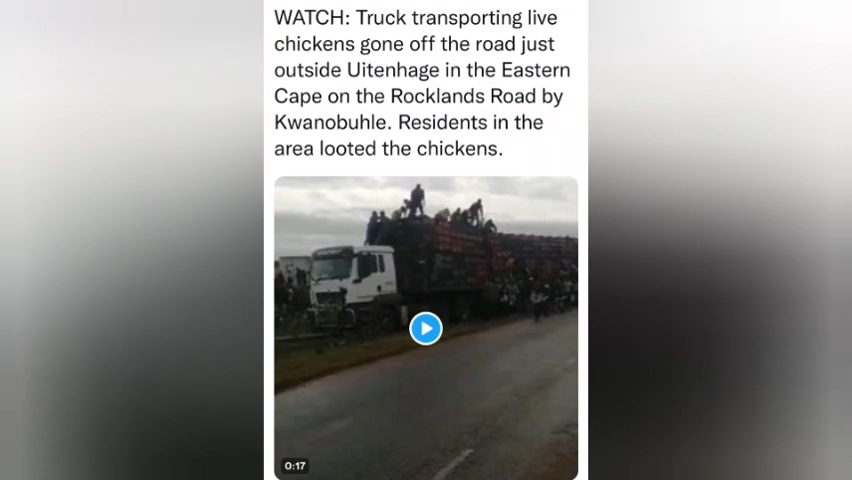 WATCH: Truck transporting live
chickens gone off the road just
outside Uitenhage in the Eastern
Cape on the Rocklands Road by
Kwanobuhle. Residents in the
area looted the chickens.
0:17